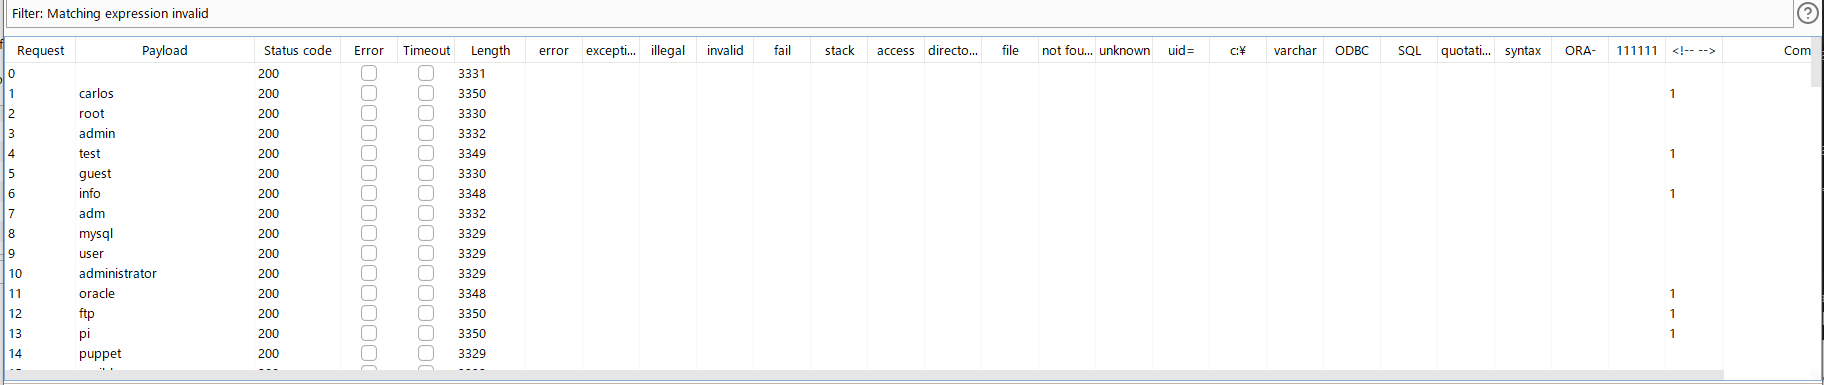 Filter: Matching expression invalid
?
Request Payload Status code Error Timeout Length error excepti... illegal invalid fail stack access directo... file not fou... unknown uid= c:¥ varchar ODBC SQL quotati... syntax ORA- 111111 <!-- --> Com
0 200 3331
1 carlos 200 3350 1
2 root 200 3330
3 admin 200 3332
4 test 200 3349 1
5 guest 200 3330
6 info 200 3348 1
7 adm 200 3332
8 mysql 200 3329
9 user 200 3329
10 administrator 200 3329
11 oracle 200 3348 1
12 ftp 200 3350 1
13 pi 200 3350 1
14 puppet 200 3329